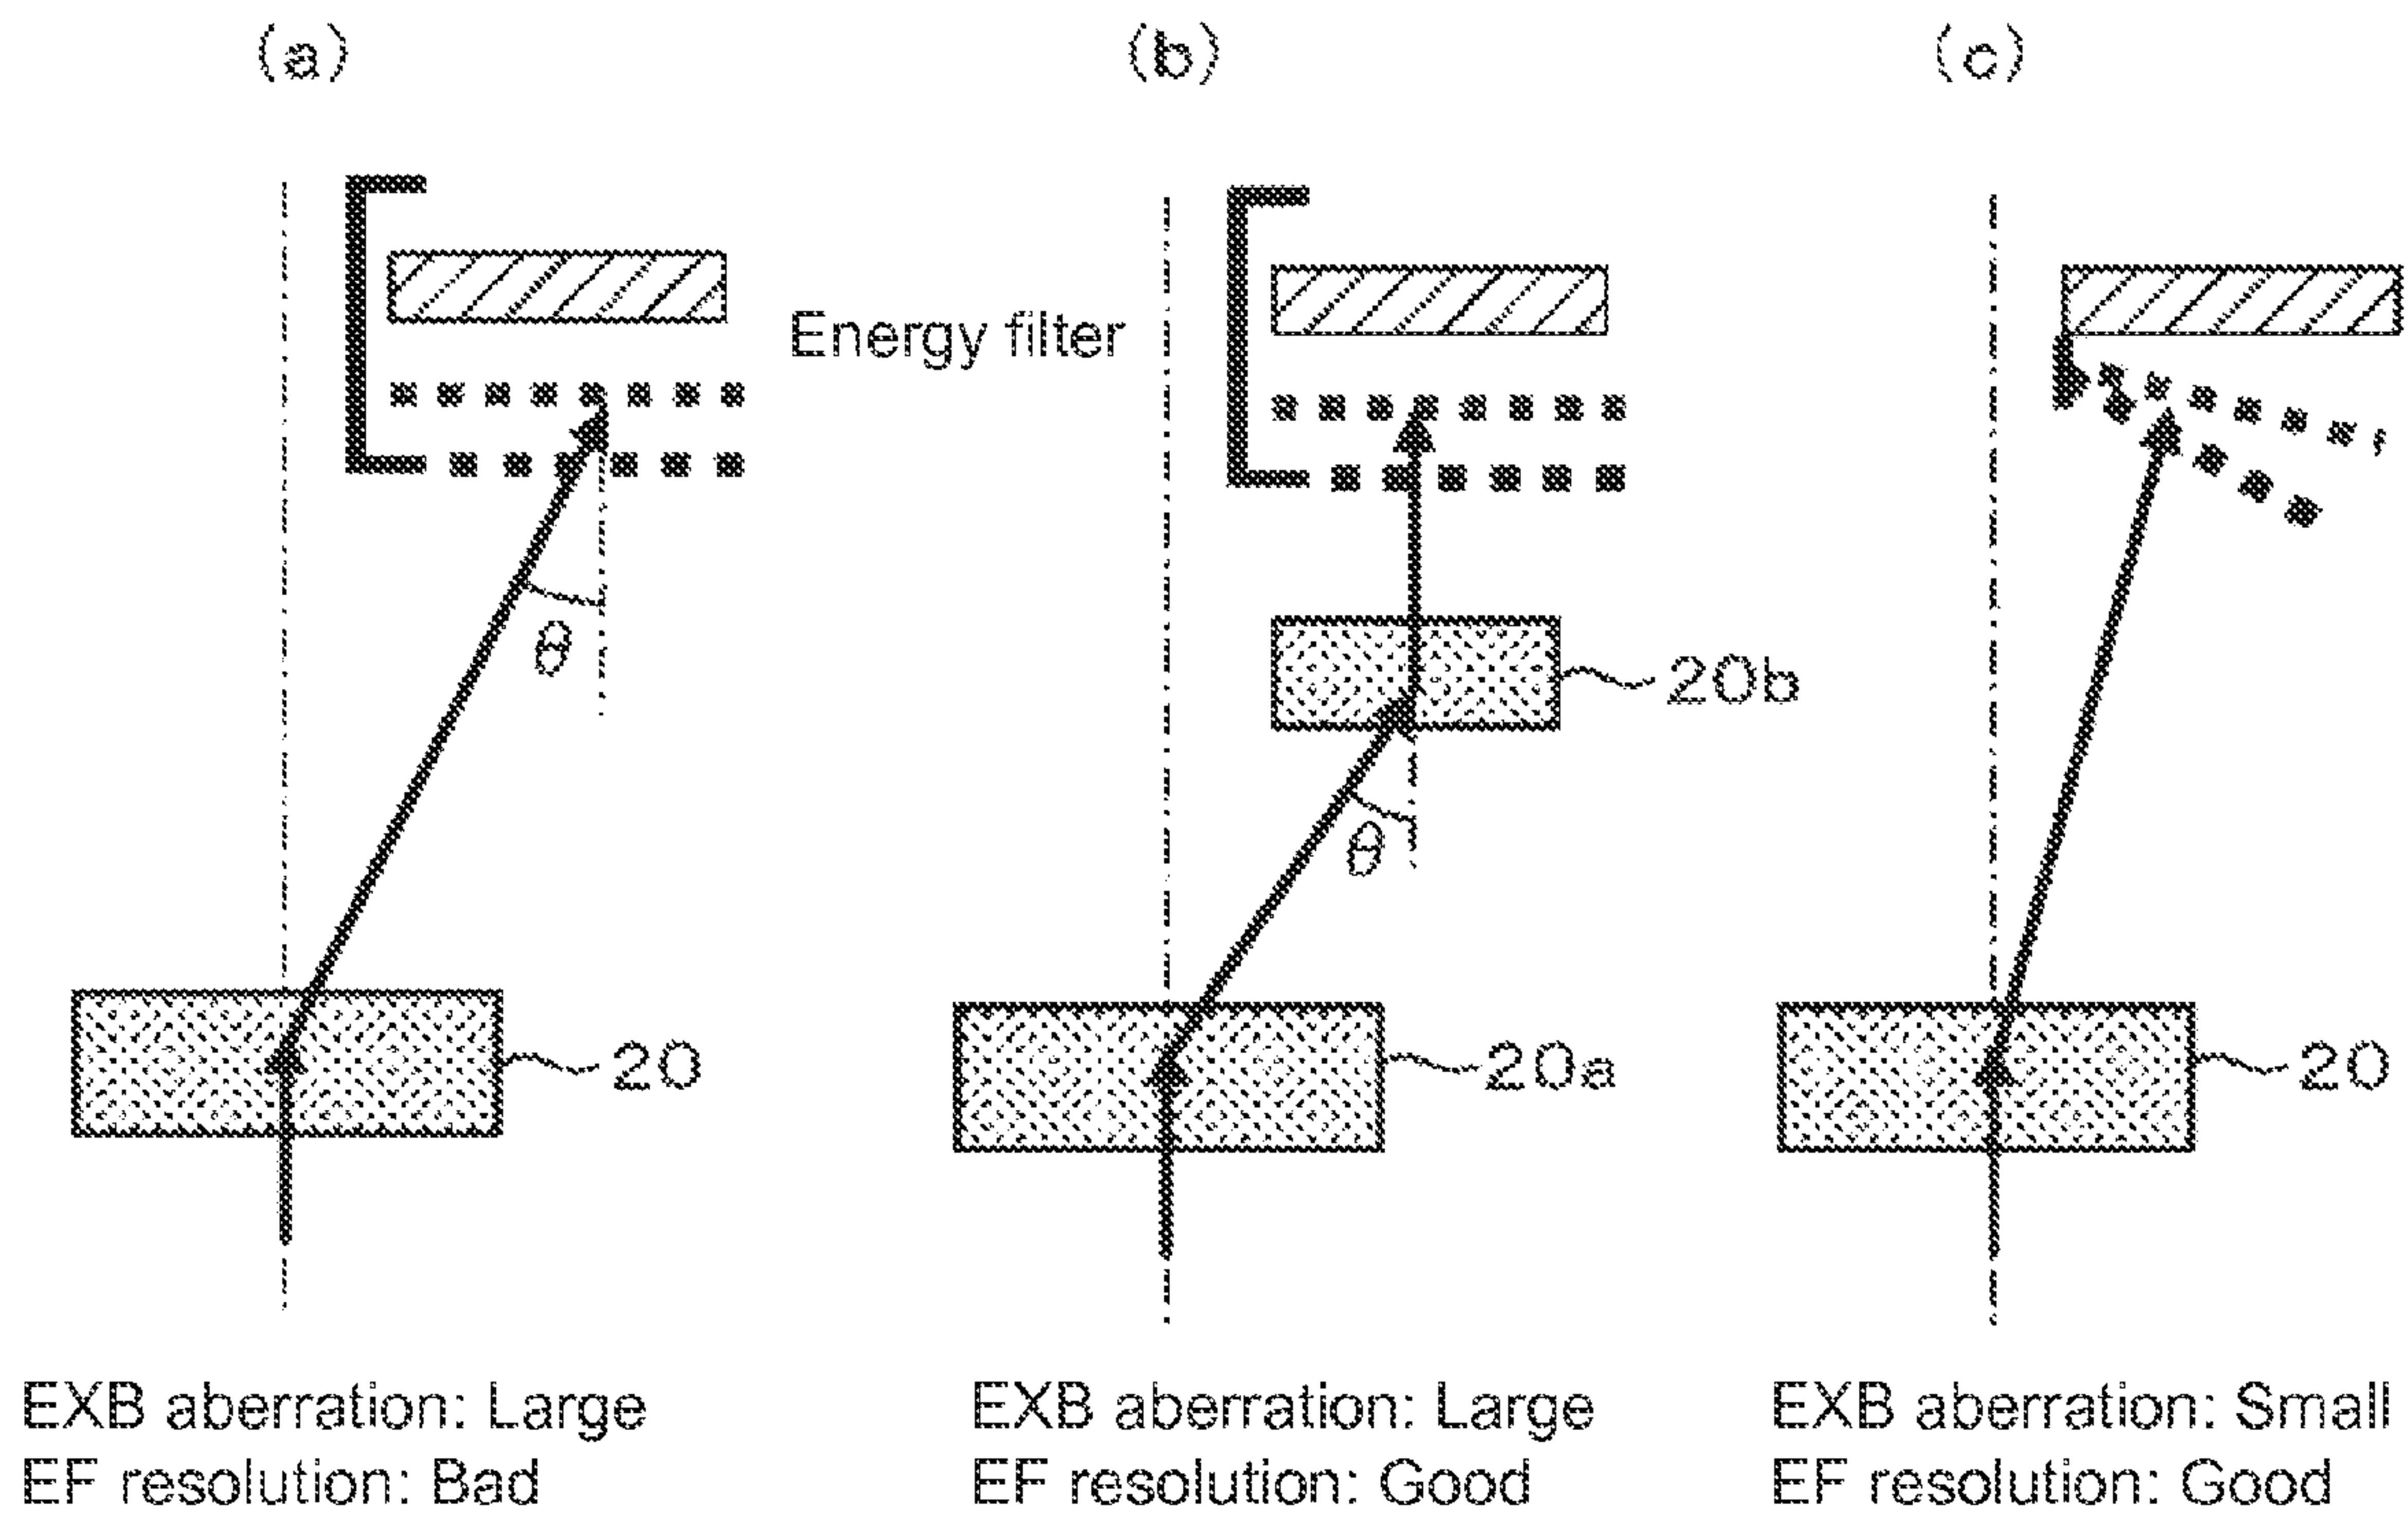 (a)
(b)
(c)
Energy filter
θ
20b
θ
20
20a
20
EXB aberration: Large
EF resolution: Bad
EXB aberration: Large
EF resolution: Good
EXB aberration: Small
EF resolution: Good